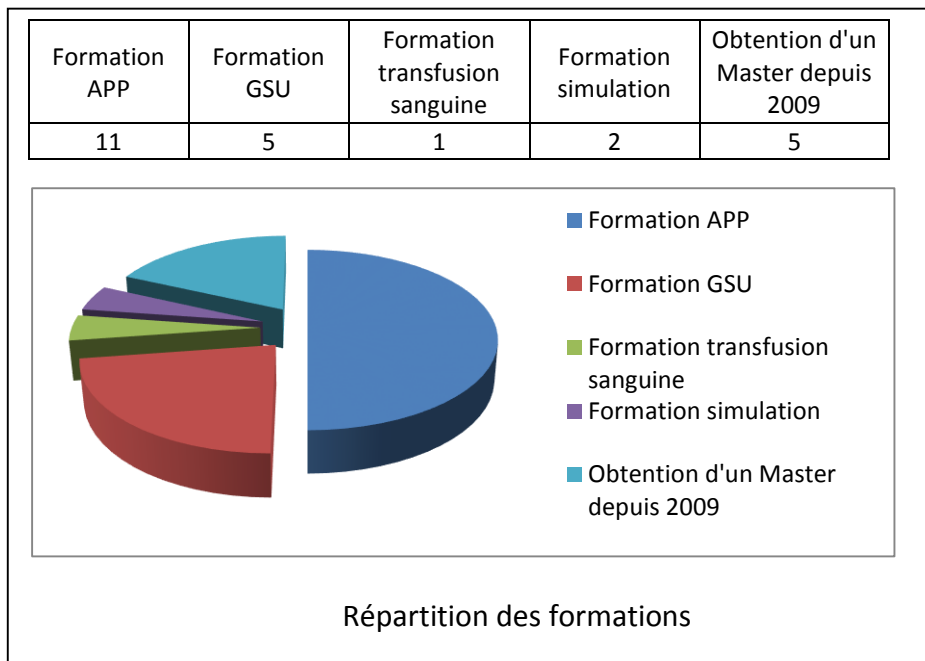 Formation
APP
Formation
GSU
Formation
transfusion
sanguine
Formation
simulation
Obtention d'un
Master depuis
2009
11
5
1
2
5
Formation APP
Formation GSU
Formation transfusion
sanguine
Formation simulation
Obtention d'un Master
depuis 2009
Répartition des formations